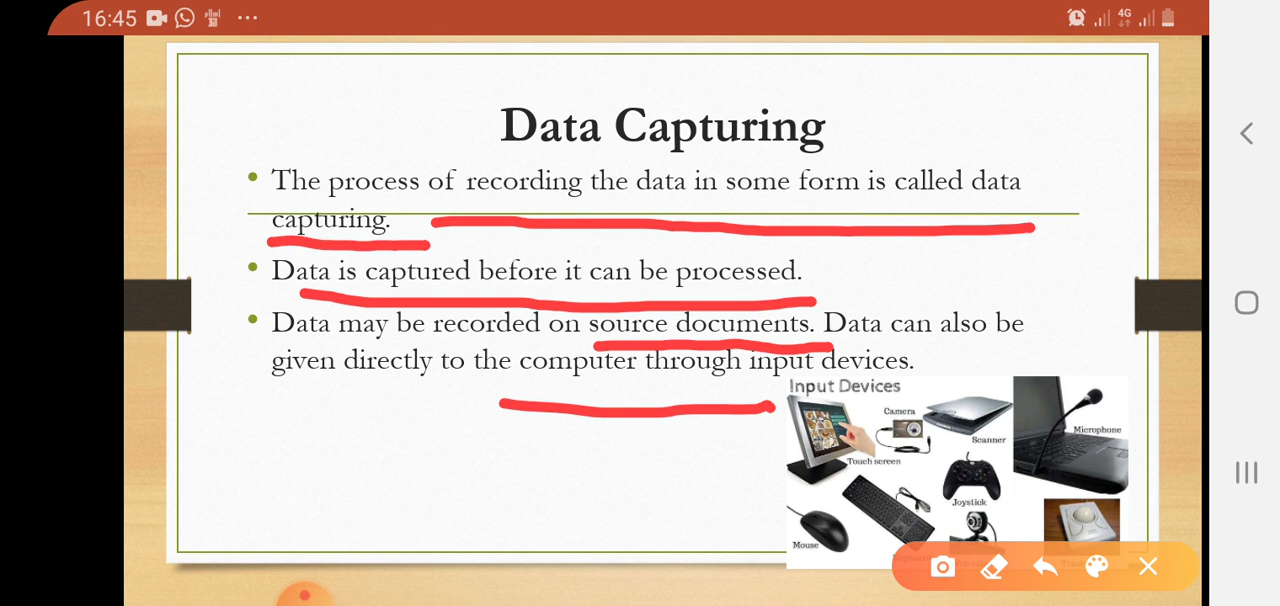 16:45
4G
Data Capturing
• The process of recording the data in some form is called data
capturing.
• Data is captured before it can be processed.
• Data may be recorded on source documents. Data can also be
given directly to the computer through input devices.
Input Devices
Camera
Scanner
Microphone
Touch screen
Joystick
Mouse